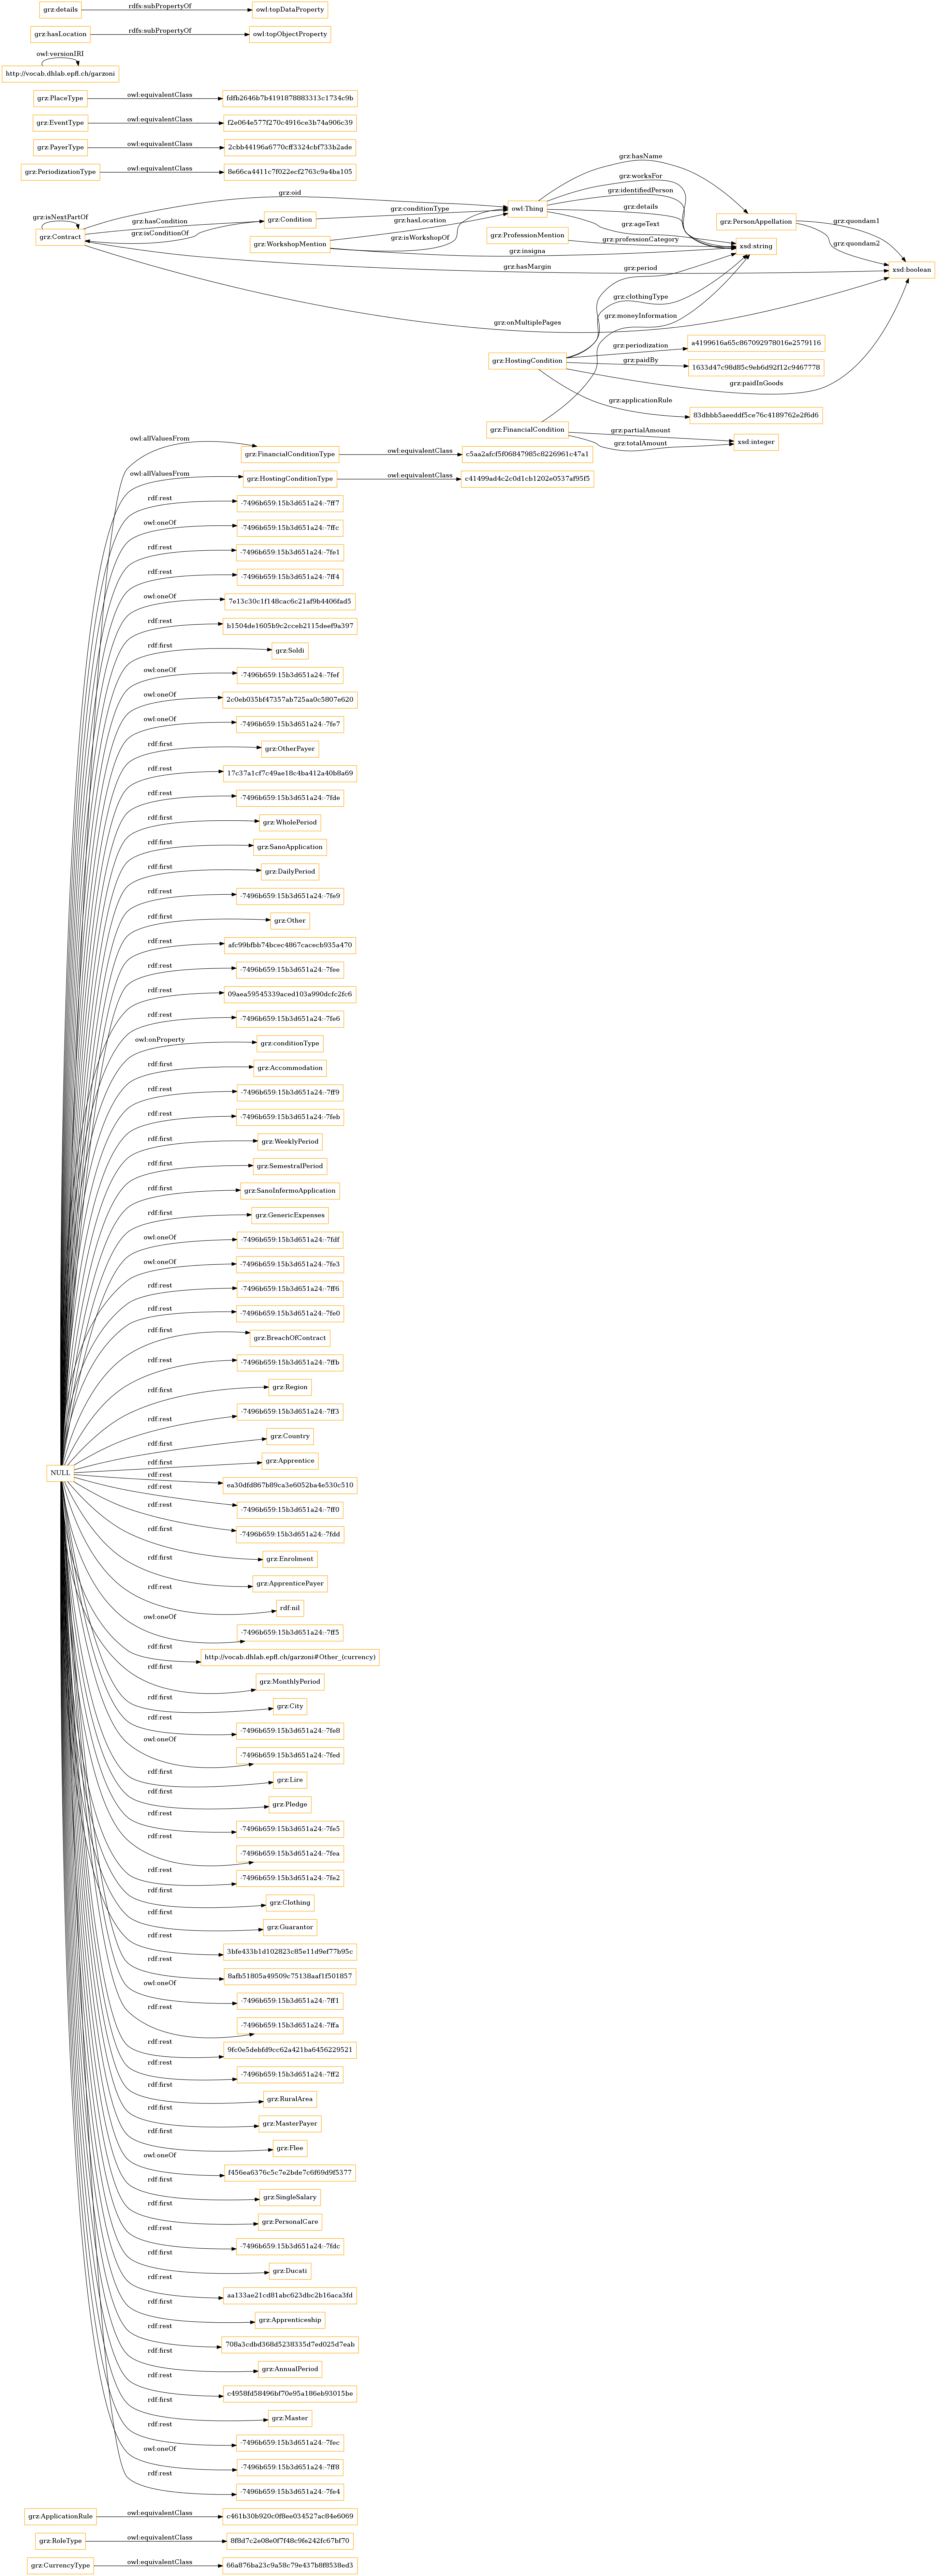 grz:details rdfs:subPropertyOf owl:topDataProperty
grz:hasLocation rdfs:subPropertyOf owl:topObjectProperty
owl:versionIRI
http://vocab.dhlab.epfl.ch/garzoni
grz:PlaceType owl:equivalentClass fdfb2646b7b4191878883313c1734c9b
grz:EventType owl:equivalentClass f2e064e577f270c4916ce3b74a906c39
grz:PayerType owl:equivalentClass 2cbb44196a6770cff3324cbf733b2ade
grz:PeriodizationType owl:equivalentClass 8e66ca4411c7f022ecf2763c9a4ba105
grz:hasName
grz:worksFor
grz:identifiedPerson
grz:oid
owl:Thing
grz:details
grz:ageText
grz:conditionType
grz:isNextPartOf
grz:Contract
grz:hasCondition
grz:isConditionOf
grz:Condition
grz:hasLocation
grz:isWorkshopOf
grz:WorkshopMention
grz:insigna
grz:ProfessionMention
grz:professionCategory
xsd:string
grz:PersonAppellation
grz:quondam1
grz:quondam2
xsd:boolean
grz:hasMargin
grz:period
grz:clothingType
grz:moneyInformation
grz:onMultiplePages
grz:HostingCondition
grz:periodization
a4199616a65c867092978016e2579116
grz:paidBy
1633d47c98d85c9eb6d92f12c9467778
grz:paidInGoods
grz:applicationRule
83dbbb5aeeddf5ce76c4189762e2f6d6
grz:FinancialCondition
grz:partialAmount
grz:totalAmount
xsd:integer
owl:allValuesFrom grz:FinancialConditionType owl:equivalentClass c5aa2afcf5f06847985c8226961c47a1
owl:allValuesFrom grz:HostingConditionType owl:equivalentClass c41499ad4c2c0d1cb1202e0537af95f5
rdf:rest -7496b659:15b3d651a24:-7ff7
owl:oneOf -7496b659:15b3d651a24:-7ffc
rdf:rest -7496b659:15b3d651a24:-7fe1
rdf:rest -7496b659:15b3d651a24:-7ff4
owl:oneOf 7e13c30c1f148cac6c21af9b4406fad5
rdf:rest b1504de1605b9c2cceb2115deef9a397
rdf:first grz:Soldi
owl:oneOf -7496b659:15b3d651a24:-7fef
owl:oneOf 2c0eb035bf47357ab725aa0c5807e620
owl:oneOf -7496b659:15b3d651a24:-7fe7
rdf:first grz:OtherPayer
rdf:rest 17c37a1cf7c49ae18c4ba412a40b8a69
rdf:rest -7496b659:15b3d651a24:-7fde
rdf:first grz:WholePeriod
rdf:first grz:SanoApplication
rdf:first grz:DailyPeriod
rdf:rest -7496b659:15b3d651a24:-7fe9
rdf:first grz:Other
rdf:rest afc99bfbb74bcec4867cacecb935a470
rdf:rest -7496b659:15b3d651a24:-7fee
rdf:rest 09aea59545339aced103a990dcfc2fc6
rdf:rest -7496b659:15b3d651a24:-7fe6
owl:onProperty grz:conditionType
rdf:first grz:Accommodation
rdf:rest -7496b659:15b3d651a24:-7ff9
rdf:rest -7496b659:15b3d651a24:-7feb
rdf:first grz:WeeklyPeriod
rdf:first grz:SemestralPeriod
rdf:first grz:SanoInfermoApplication
rdf:first grz:GenericExpenses
owl:oneOf -7496b659:15b3d651a24:-7fdf
owl:oneOf -7496b659:15b3d651a24:-7fe3
rdf:rest -7496b659:15b3d651a24:-7ff6
rdf:rest -7496b659:15b3d651a24:-7fe0
rdf:first grz:BreachOfContract
rdf:rest -7496b659:15b3d651a24:-7ffb
rdf:first grz:Region
rdf:rest -7496b659:15b3d651a24:-7ff3
rdf:first grz:Country
rdf:first grz:Apprentice
NULL
rdf:rest ea30dfd867b89ca3e6052ba4e530c510
rdf:rest -7496b659:15b3d651a24:-7ff0
rdf:rest -7496b659:15b3d651a24:-7fdd
rdf:first grz:Enrolment
rdf:first grz:ApprenticePayer
rdf:rest rdf:nil
owl:oneOf -7496b659:15b3d651a24:-7ff5
rdf:first http://vocab.dhlab.epfl.ch/garzoni#Other_(currency)
rdf:first grz:MonthlyPeriod
rdf:first grz:City
rdf:rest -7496b659:15b3d651a24:-7fe8
owl:oneOf -7496b659:15b3d651a24:-7fed
rdf:first grz:Lire
rdf:first grz:Pledge
rdf:rest -7496b659:15b3d651a24:-7fe5
rdf:rest -7496b659:15b3d651a24:-7fea
rdf:rest -7496b659:15b3d651a24:-7fe2
rdf:first grz:Clothing
rdf:first grz:Guarantor
rdf:rest 3bfe433b1d102823c85e11d9ef77b95c
rdf:rest 8afb51805a49509c75138aaf1f501857
owl:oneOf -7496b659:15b3d651a24:-7ff1
rdf:rest -7496b659:15b3d651a24:-7ffa
rdf:rest 9fc0e5debfd9cc62a421ba6456229521
rdf:rest -7496b659:15b3d651a24:-7ff2
rdf:first grz:RuralArea
rdf:first grz:MasterPayer
rdf:first grz:Flee
owl:oneOf f456ea6376c5c7e2bde7c6f69d9f5377
rdf:first grz:SingleSalary
rdf:first grz:PersonalCare
rdf:rest -7496b659:15b3d651a24:-7fdc
rdf:first grz:Ducati
rdf:rest aa133ae21cd81abc623dbc2b16aca3fd
rdf:first grz:Apprenticeship
rdf:rest 708a3cdbd368d5238335d7ed025d7eab
rdf:first grz:AnnualPeriod
rdf:rest c4958fd58496bf70e95a186eb93015be
rdf:first grz:Master
rdf:rest -7496b659:15b3d651a24:-7fec
owl:oneOf -7496b659:15b3d651a24:-7ff8
rdf:rest -7496b659:15b3d651a24:-7fe4
grz:ApplicationRule owl:equivalentClass c461b30b920c0f8ee034527ac84e6069
grz:RoleType owl:equivalentClass 8f8d7c2e08e0f7f48c9fe242fc67bf70
grz:CurrencyType owl:equivalentClass 66a876ba23c9a58c79e437b8f8538ed3